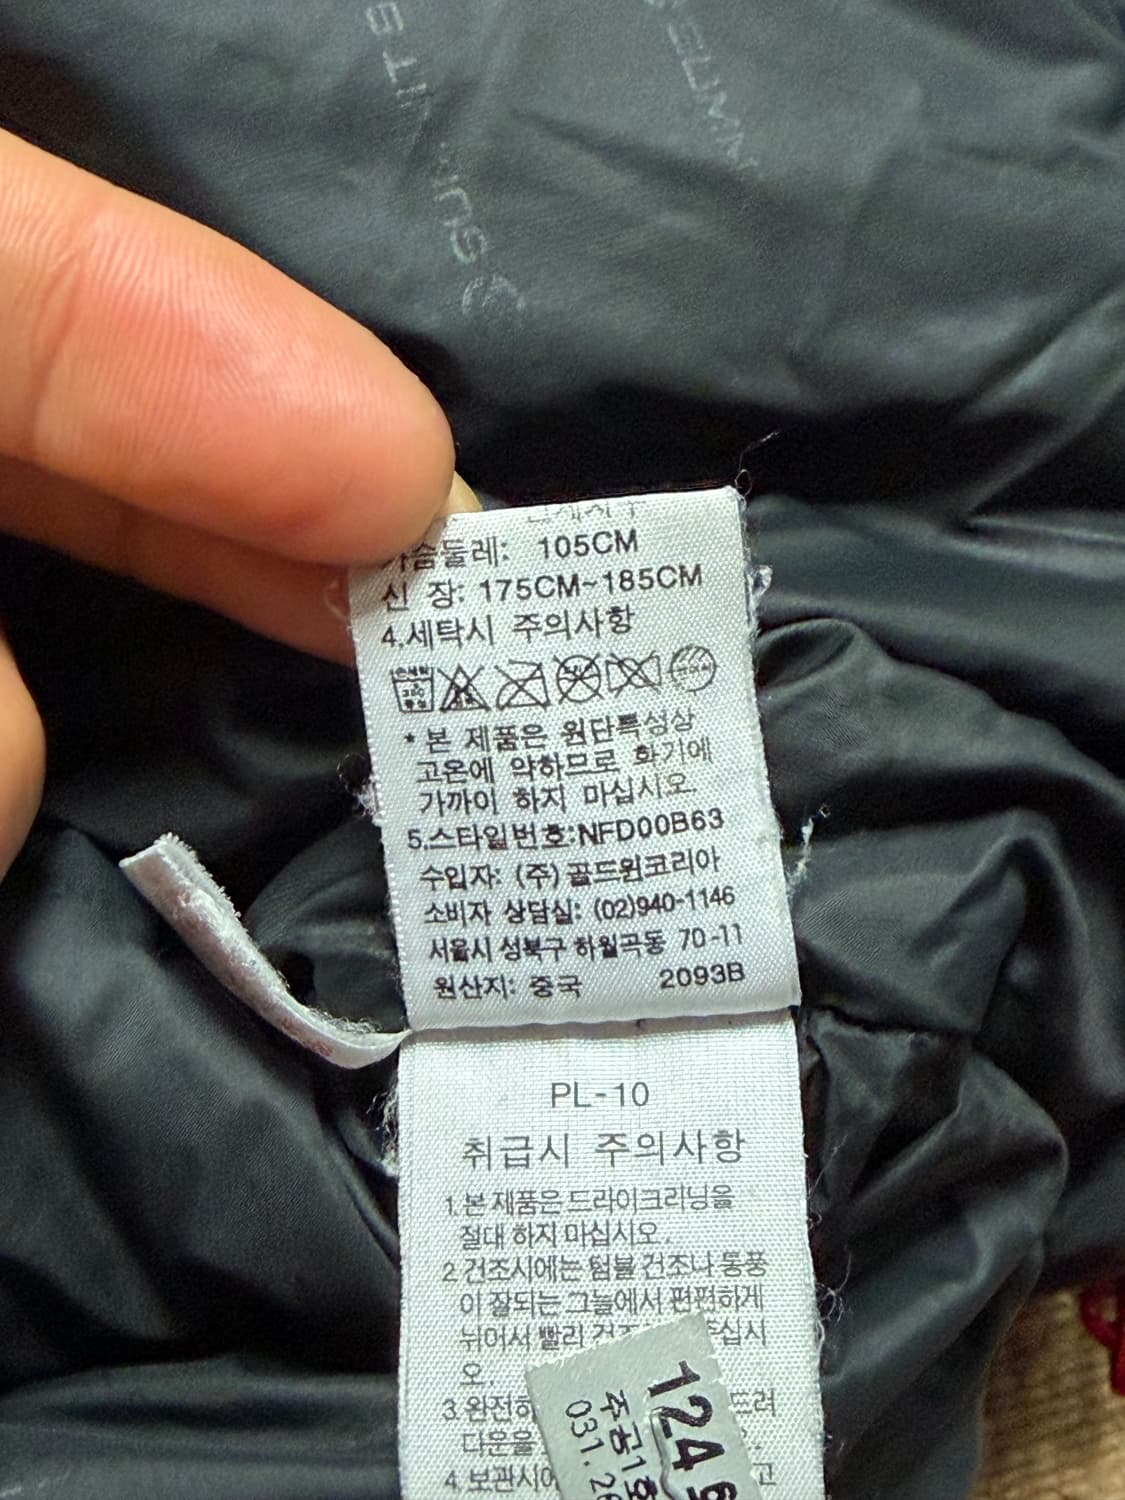 SUMMIT
가슴둘레: 105CM
신 장: 175CM~185CM
4.세탁시 주의사항
* 본 제품은 원단특성상
고온에 약하므로 화기에
가까이 하지 마십시오.
5.스타일번호:NFD00B63
수입자: (주) 골드윈코리아
소비자 상담실: (02)940-1146
서울시 성북구 하월곡동 70-11
원산지: 중국 2093B
PL-10
취급시 주의사항
1.본 제품은 드라이크리닝을
절대 하지 마십시오.
2 건조시에는 텀블 건조나 통풍
이 잘되는 그늘에서 편편하게
뉘어서 빨리
오.
3.
다운을
4
124
031.26